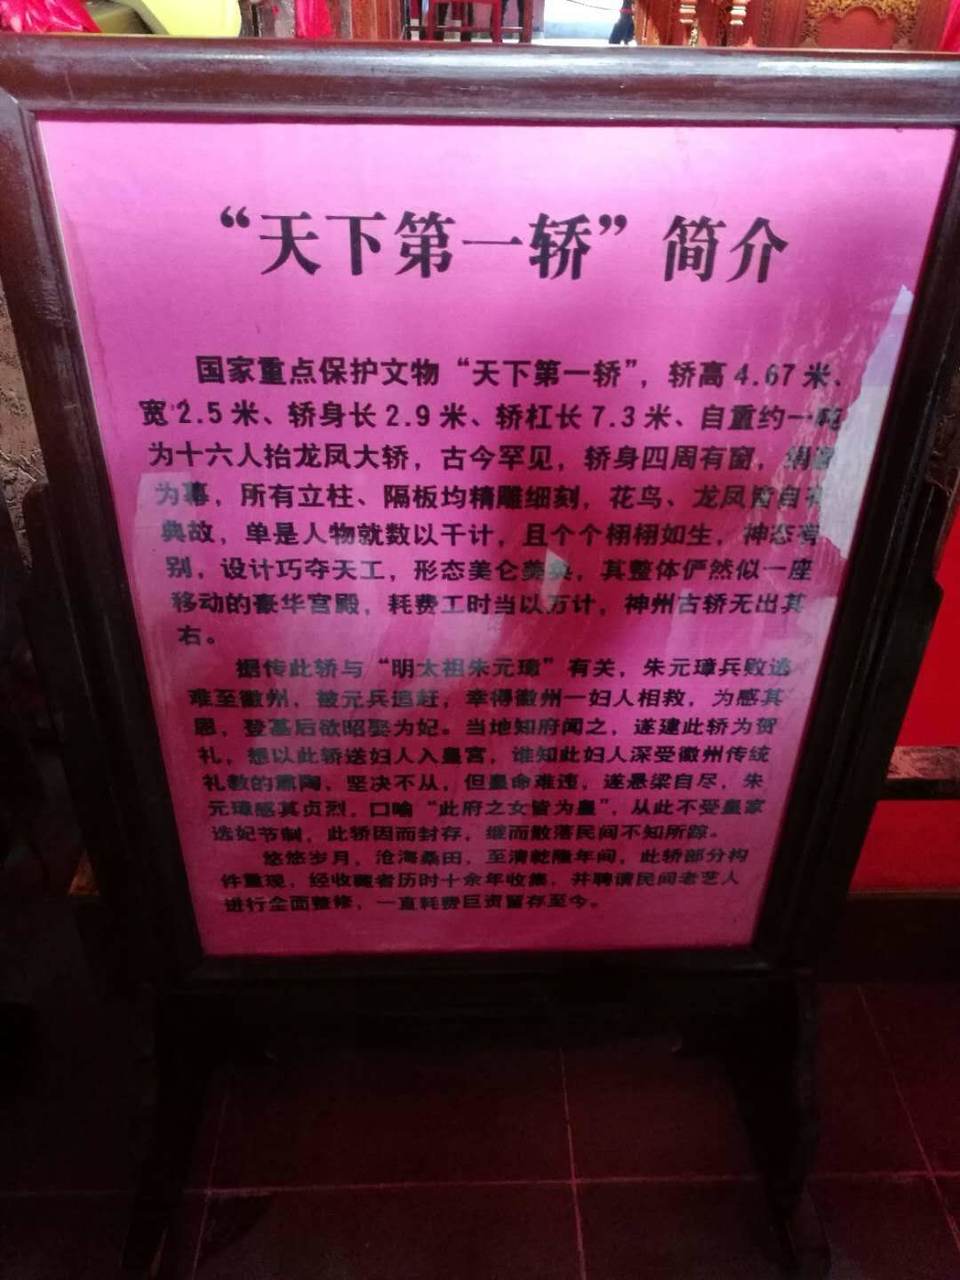 “天下第一轿”简介
国家重点保护文物“天下第一轿”，轿高4.67米、
宽2.5米、轿身长2.9米、轿杠长7.3米、自重约一吨
为十六人抬龙凤大轿，古今罕见，轿身四周有窗，
为幕，所有立柱、隔板均精雕细刻，花鸟、龙凤皆自有
典故，单是人物就数以千计，且个个栩栩如生，神态各
别，设计巧夺天工，形态美仑美奂，其整体俨然似一座
移动的豪华宫殿，耗费工时当以万计，神州古轿无出其
右。
据传此轿与“明太祖朱元璋”有关，朱元璋兵败逃
难至徽州，被元兵追赶，幸得徽州一妇人相救，为感其
恩，登基后欲昭娶为妃。当地知府闻之，遂建此轿为贺
礼，想以此轿送妇人入皇宫，谁知此妇人深受徽州传统
礼教的熏陶，坚决不从，但皇命难违，遂悬梁自尽，朱
元璋感其贞烈，口喻“此府之女皆为皇”，从此不受皇家
选妃节制，此轿因而封存，继而散落民间不知所踪。
悠悠岁月，沧海桑田，至清乾隆年间，此轿部分构
件重现，经收藏者历时十余年收集，并聘请民间老艺人
进行全面整修，一直耗费巨资留存至今。